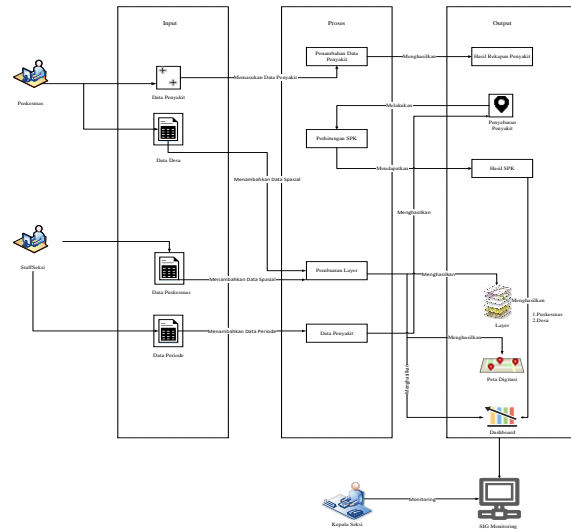 Input
Proses
Output
Puskesmas
Data Penyakit
Memasukan Data Penyakit
Penambahan Data
Penyakit
Menghasilkan
Hasil Rekapan Penyakit
Melakukan
Penyebaran
Penyakit
Data Desa
Perhitungan SPK
Mendapatkan
Hasil SPK
Menambahkan Data Spasial
Menghasilkan
StaffSeksi
Data Puskesmas
Menambahkan Data Spasial
Pembuatan Layer
Menghasilkan
Layer
Menghasilkan
1.Puskesmas
2.Desa
Data Periode
Menambahkan Data Periode
Data Penyakit
Menghasilkan
Peta Digitasi
Menghasilkan
Dashboard
Kepala Seksi
Monitoring
SIG Monitoring